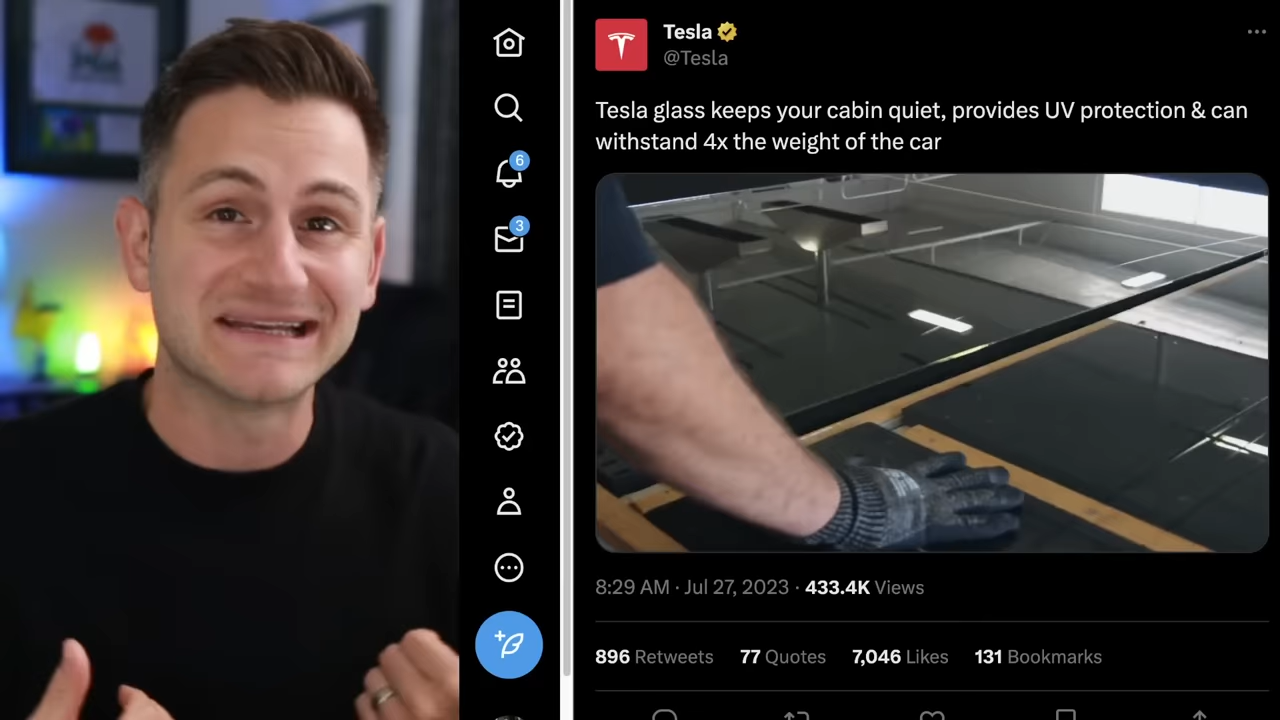 6
3
Tesla
@Tesla
Tesla glass keeps your cabin quiet, provides UV protection & can
withstand 4x the weight of the car
8:29 AM · Jul 27, 2023 · 433.4K Views
896 Retweets 77 Quotes 7,046 Likes 131 Bookmarks